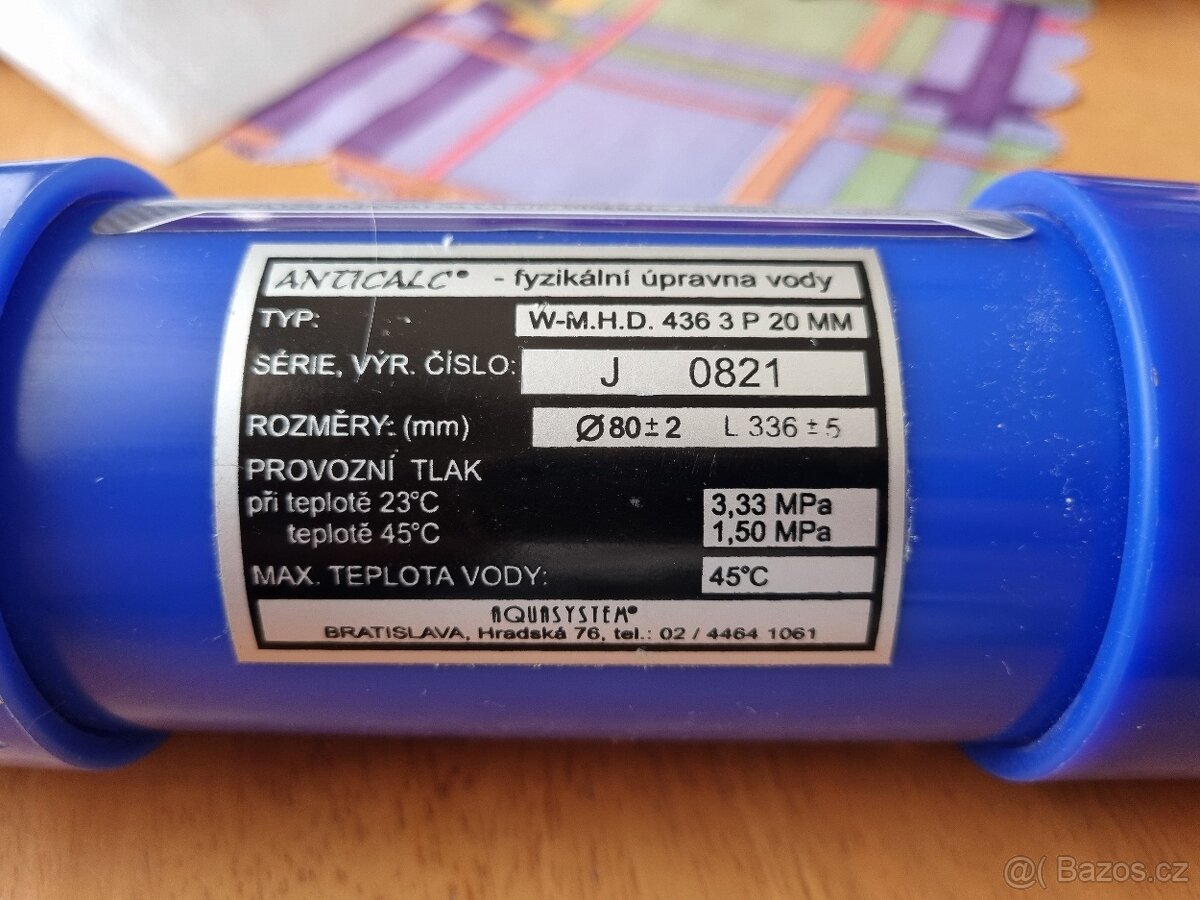 ANTICALC® - fyzikální úpravna vody
TYP: W-M.H.D. 436 3 P 20 MM
SÉRIE, VÝR. ČÍSLO: J 0821
ROZMĚRY: (mm) Ø 80 ± 2 L 336 ± 5
PROVOZNÍ TLAK
při teplotě 23°C 3,33 MPa
teplotě 45°C 1,50 MPa
MAX. TEPLOTA VODY: 45°C
AQUASYSTEM®
BRATISLAVA, Hradská 76, tel.: 02 / 4464 1061
@( Bazos.cz